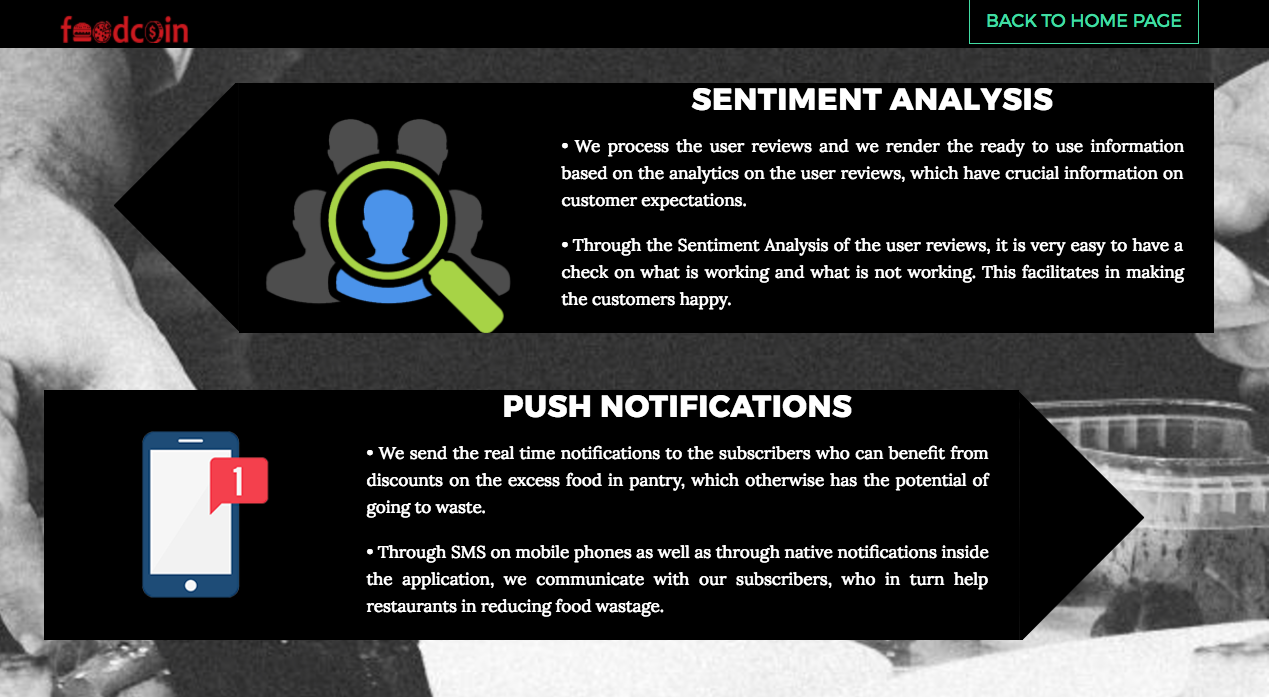 foodcoin
BACK TO HOME PAGE
SENTIMENT ANALYSIS
• We process the user reviews and we render the ready to use information
based on the analytics on the user reviews, which have crucial information on
customer expectations.
• Through the Sentiment Analysis of the user reviews, it is very easy to have a
check on what is working and what is not working. This facilitates in making
the customers happy.
PUSH NOTIFICATIONS
1
• We send the real time notifications to the subscribers who can benefit from
discounts on the excess food in pantry, which otherwise has the potential of
going to waste.
• Through SMS on mobile phones as well as through native notifications inside
the application, we communicate with our subscribers, who in turn help
restaurants in reducing food wastage.